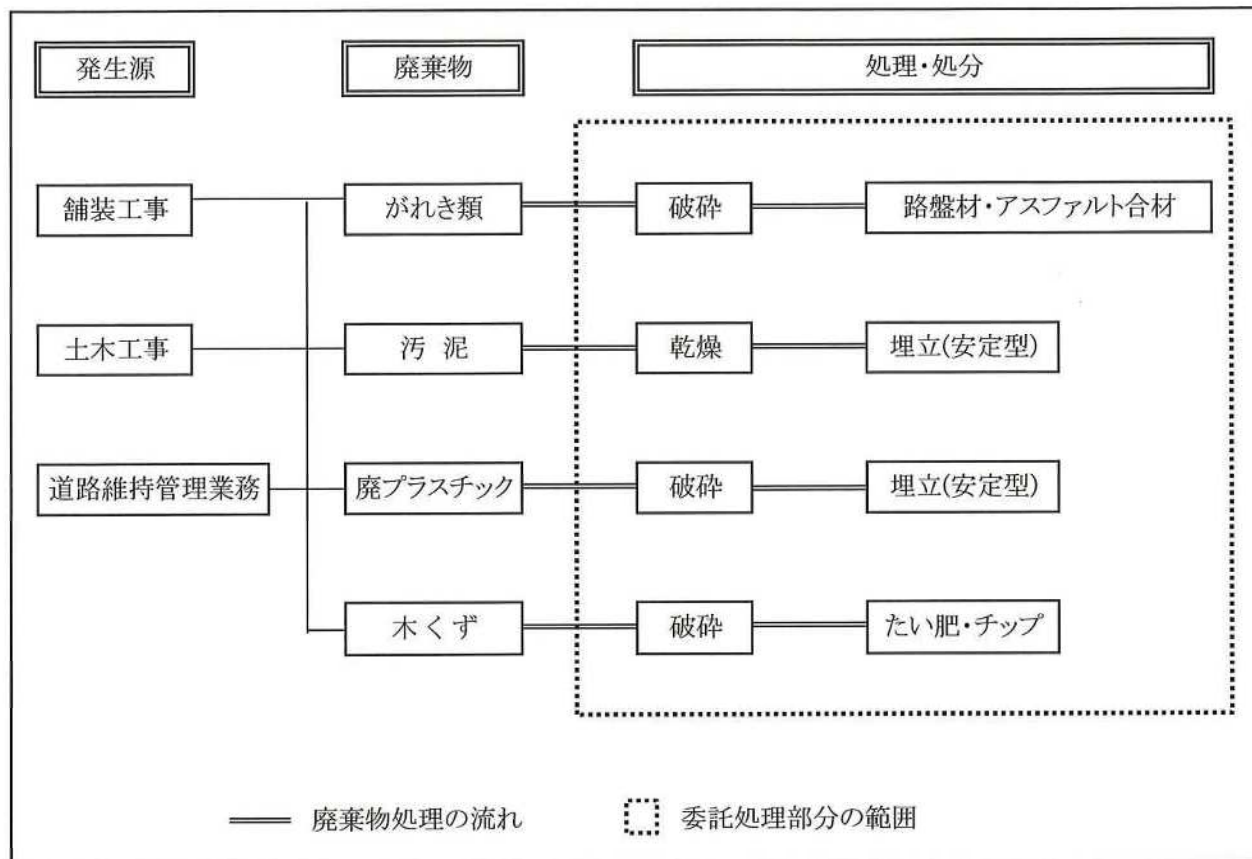 発生源 廃棄物 処理・処分
舗装工事 がれき類 破砕 路盤材・アスファルト合材
土木工事 汚泥 乾燥 埋立(安定型)
道路維持管理業務 廃プラスチック 破砕 埋立(安定型)
木くず 破砕 たい肥・チップ
廃棄物処理の流れ 委託処理部分の範囲